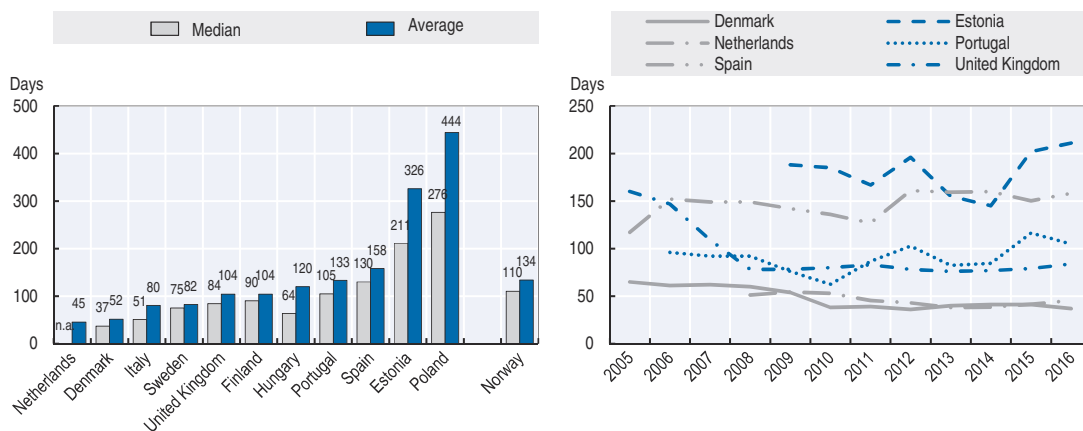 Median Average
Days
500
400
300
200
100
0
n.a.
45
37
52
51
80
75
82
84
104
90
104
64
120
105
133
130
158
211
326
276
444
110
134
Netherlands
Denmark
Italy
Sweden
United Kingdom
Finland
Hungary
Portugal
Spain
Estonia
Poland
Norway
Denmark Estonia
Netherlands Portugal
Spain United Kingdom
Days
250
200
150
100
50
0
2005
2006
2007
2008
2009
2010
2011
2012
2013
2014
2015
2016